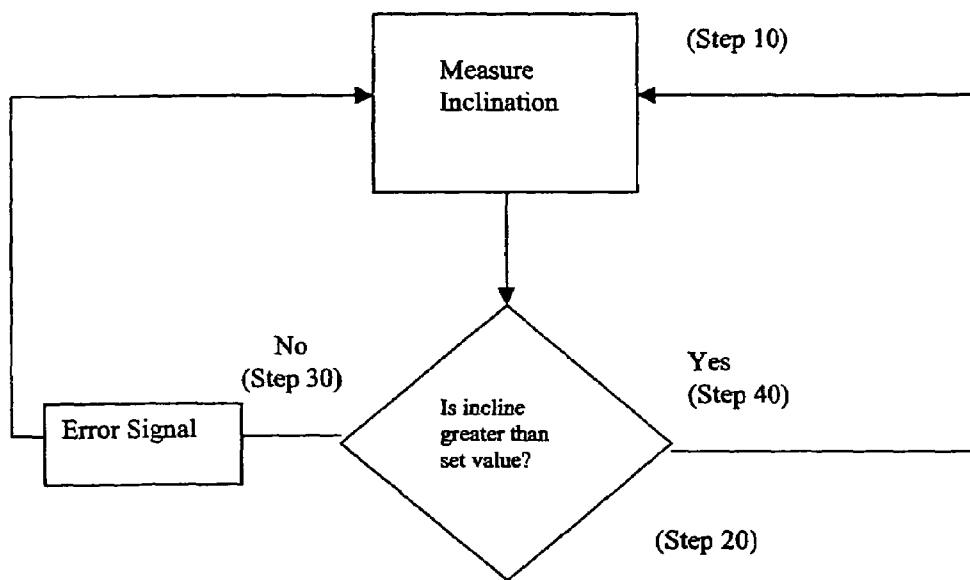 (Step 10)
Measure
Inclination
No
(Step 30)
Yes
(Step 40)
Error Signal
Is incline
greater than
set value?
(Step 20)